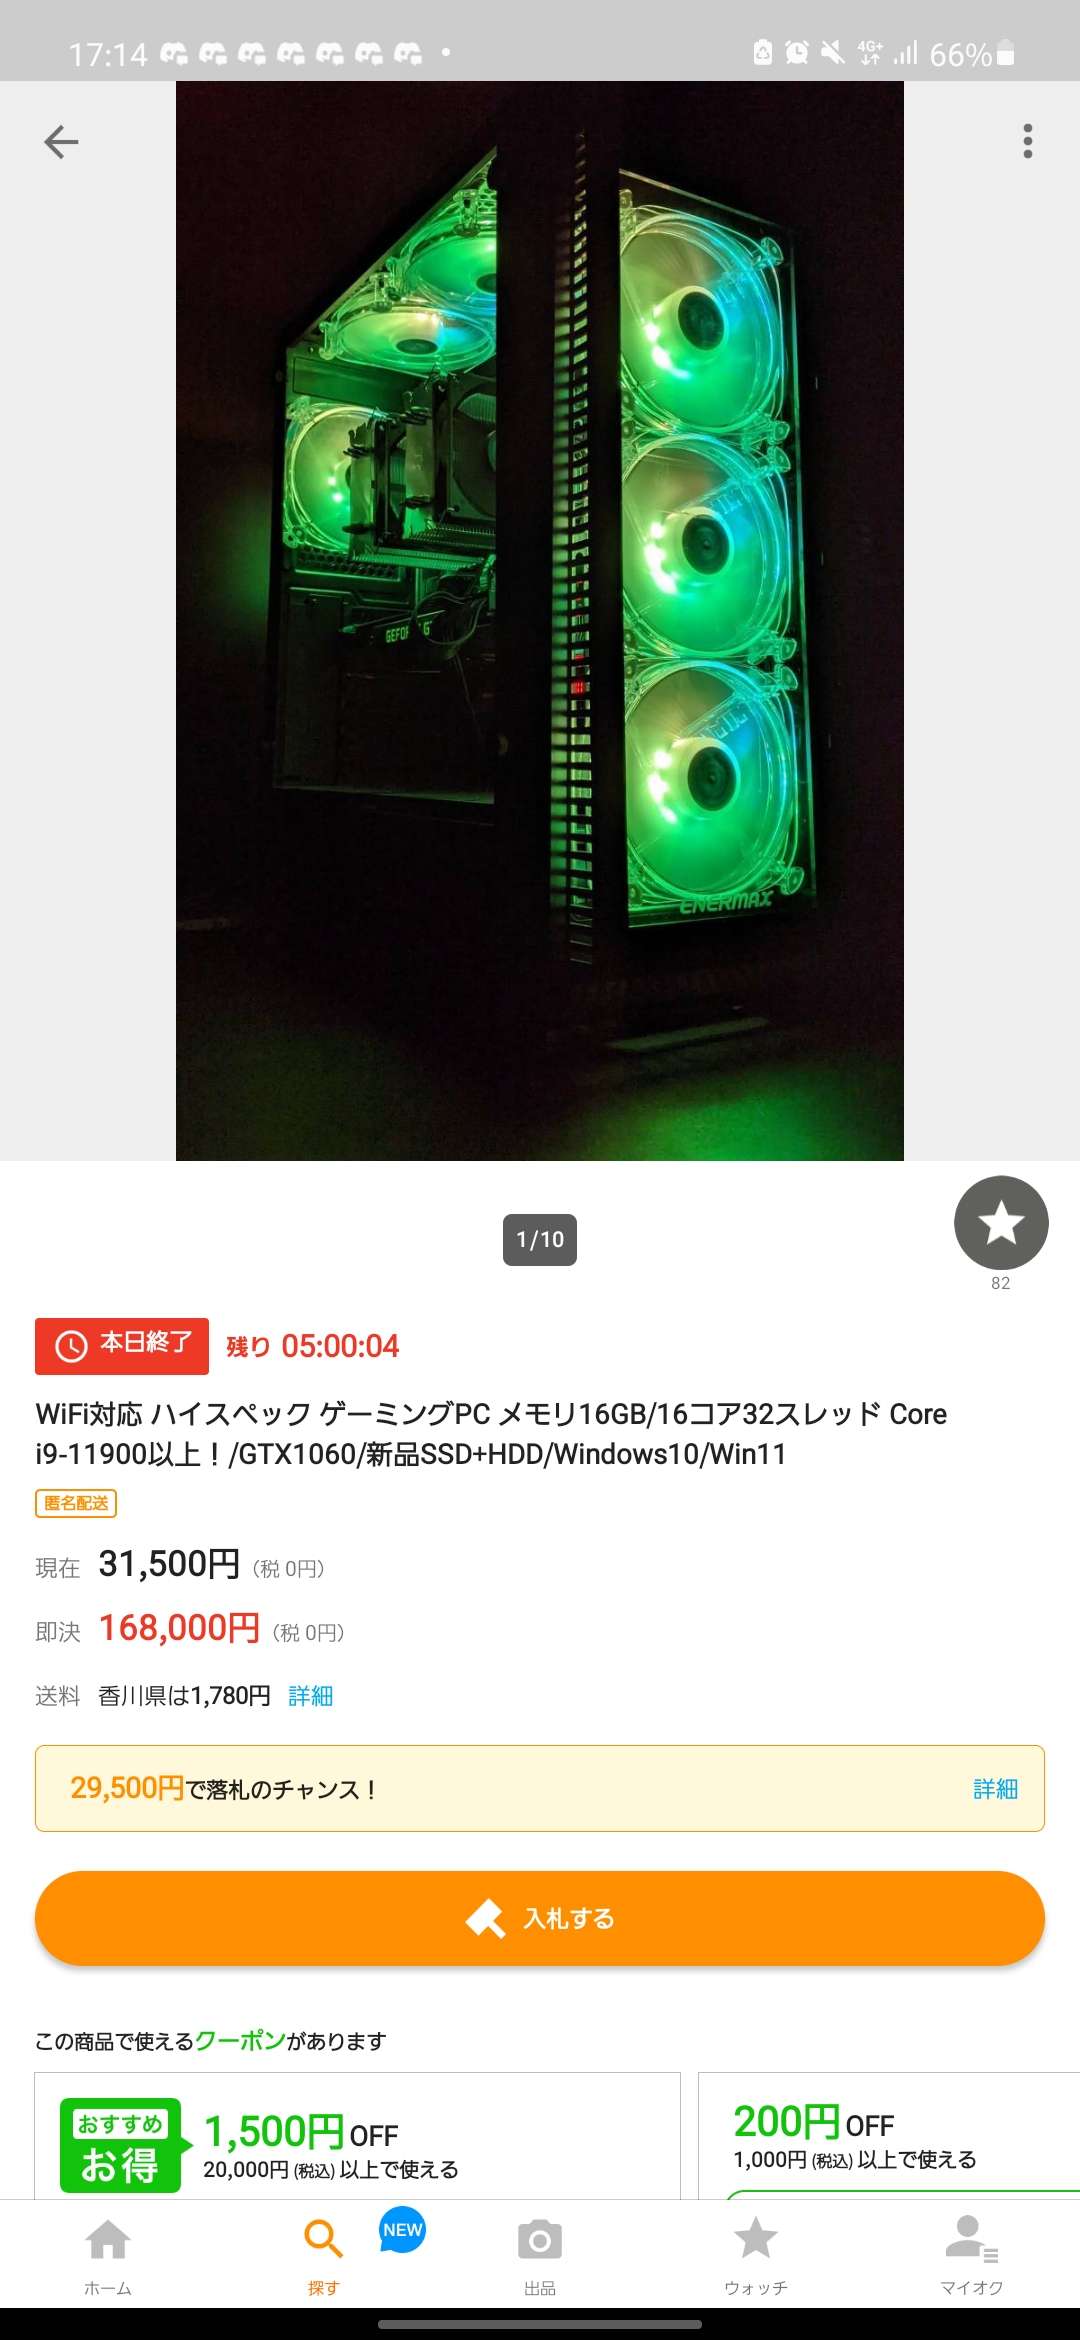 17:14
4G+
66%
GEFO
ENERMAX
1/10
82
本日終了 残り 05:00:04
WiFi対応 ハイスペック ゲーミングPC メモリ16GB/16コア32スレッド Core
i9-11900以上！/GTX1060/新品SSD+HDD/Windows10/Win11
匿名配送
現在 31,500円 (税 0円)
即決 168,000円 (税 0円)
送料 香川県は1,780円 詳細
29,500円で落札のチャンス！ 詳細
入札する
この商品で使えるクーポンがあります
おすすめ
お得
1,500円 OFF
20,000円 (税込) 以上で使える
200円 OFF
1,000円 (税込) 以上で使える
NEW
ホーム 探す 出品 ウォッチ マイオク